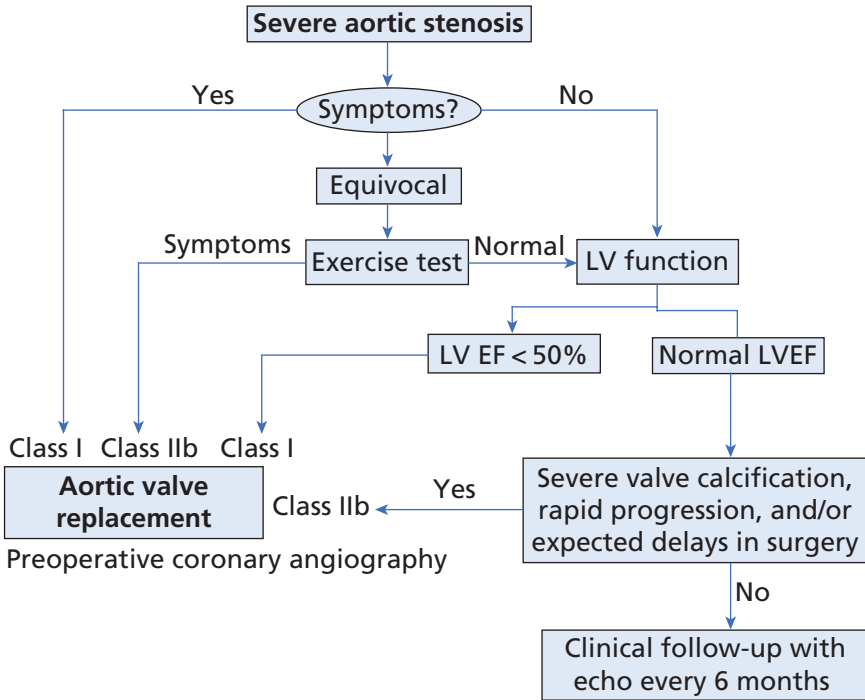 Severe aortic stenosis
Yes
Symptoms?
No
Equivocal
Symptoms
Exercise test
Normal
LV function
LV EF < 50%
Normal LVEF
Class I
Class IIb
Class I
Aortic valve
replacement
Class IIb
Yes
Severe valve calcification,
rapid progression, and/or
expected delays in surgery
Preoperative coronary angiography
No
Clinical follow-up with
echo every 6 months